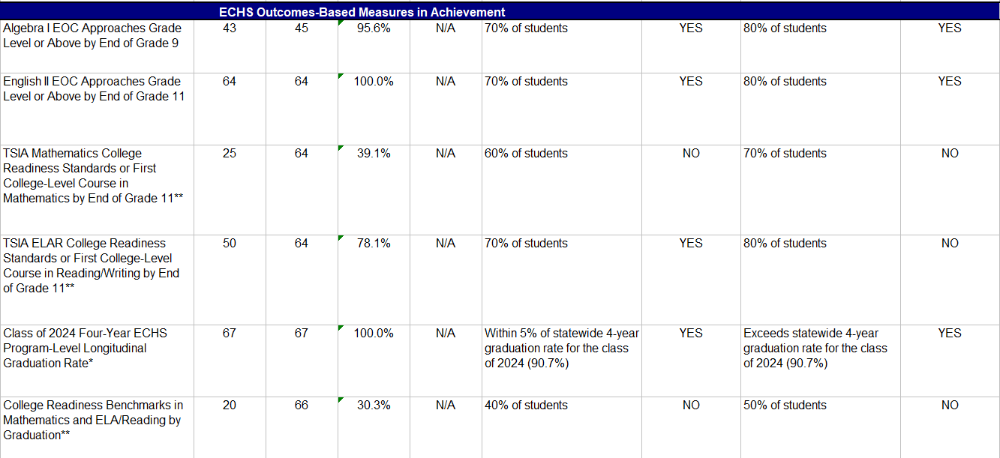 ECHS Outcomes-Based Measures in Achievement
Algebra I EOC Approaches Grade 43 45 95.6% N/A 70% of students YES 80% of students YES
Level or Above by End of Grade 9
English II EOC Approaches Grade 64 64 100.0% N/A 70% of students YES 80% of students YES
Level or Above by End of Grade 11
TSIA Mathematics College 25 64 39.1% N/A 60% of students NO 70% of students NO
Readiness Standards or First
College-Level Course in
Mathematics by End of Grade 11**
TSIA ELAR College Readiness 50 64 78.1% N/A 70% of students YES 80% of students NO
Standards or First College-Level
Course in Reading/Writing by End
of Grade 11**
Class of 2024 Four-Year ECHS 67 67 100.0% N/A Within 5% of statewide 4-year YES Exceeds statewide 4-year YES
Program-Level Longitudinal graduation rate for the class graduation rate for the class
Graduation Rate* of 2024 (90.7%) of 2024 (90.7%)
College Readiness Benchmarks in 20 66 30.3% N/A 40% of students NO 50% of students NO
Mathematics and ELA/Reading by
Graduation**